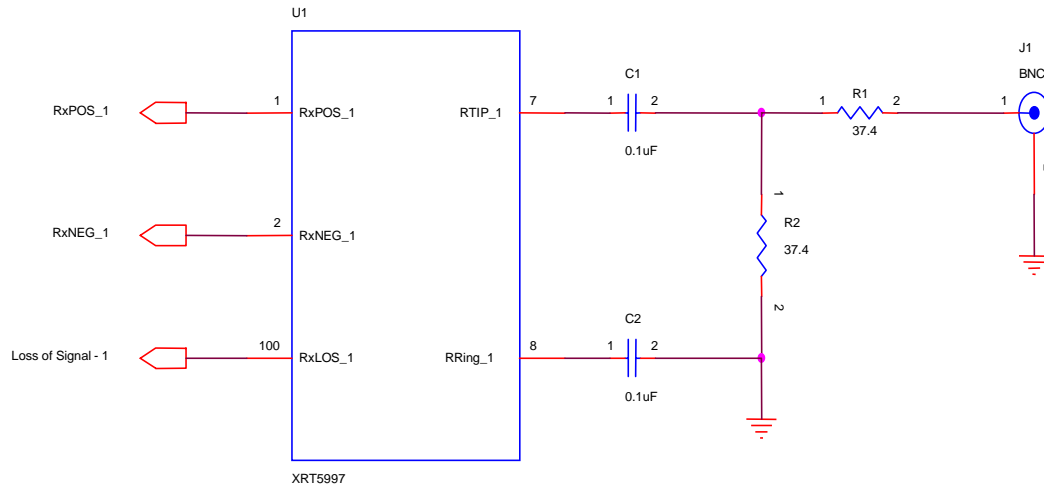 U1
J1
BNC
C1
R1
RxPOS_1
1
RxPOS_1
RTIP_1
7
1
2
1
2
1
0.1uF
37.4
1
RxNEG_1
2
RxNEG_1
R2
37.4
2
C2
Loss of Signal - 1
100
RxLOS_1
RRing_1
8
1
2
0.1uF
XRT5997